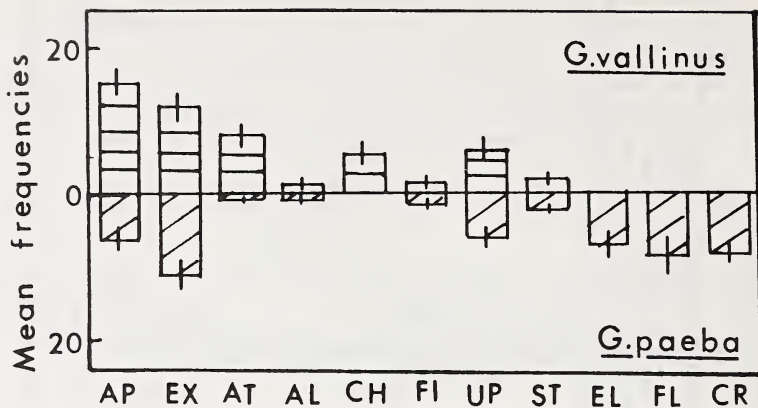 20
G.vallinus
0
20
G.paeba
Mean frequencies
AP EX AT AL CH FI UP ST EL FL CR